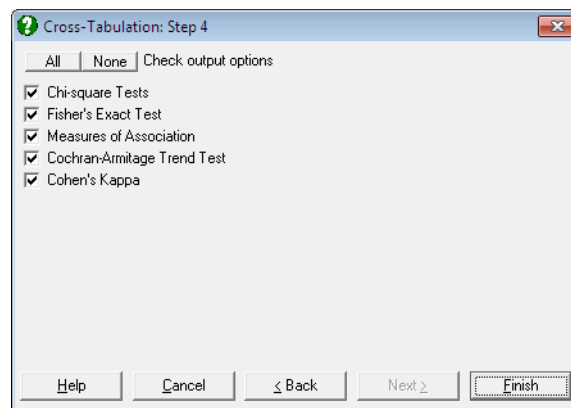 Cross-Tabulation: Step 4
All None Check output options
Chi-square Tests
Fisher's Exact Test
Measures of Association
Cochran-Armitage Trend Test
Cohen's Kappa
Help Cancel < Back Next > Finish